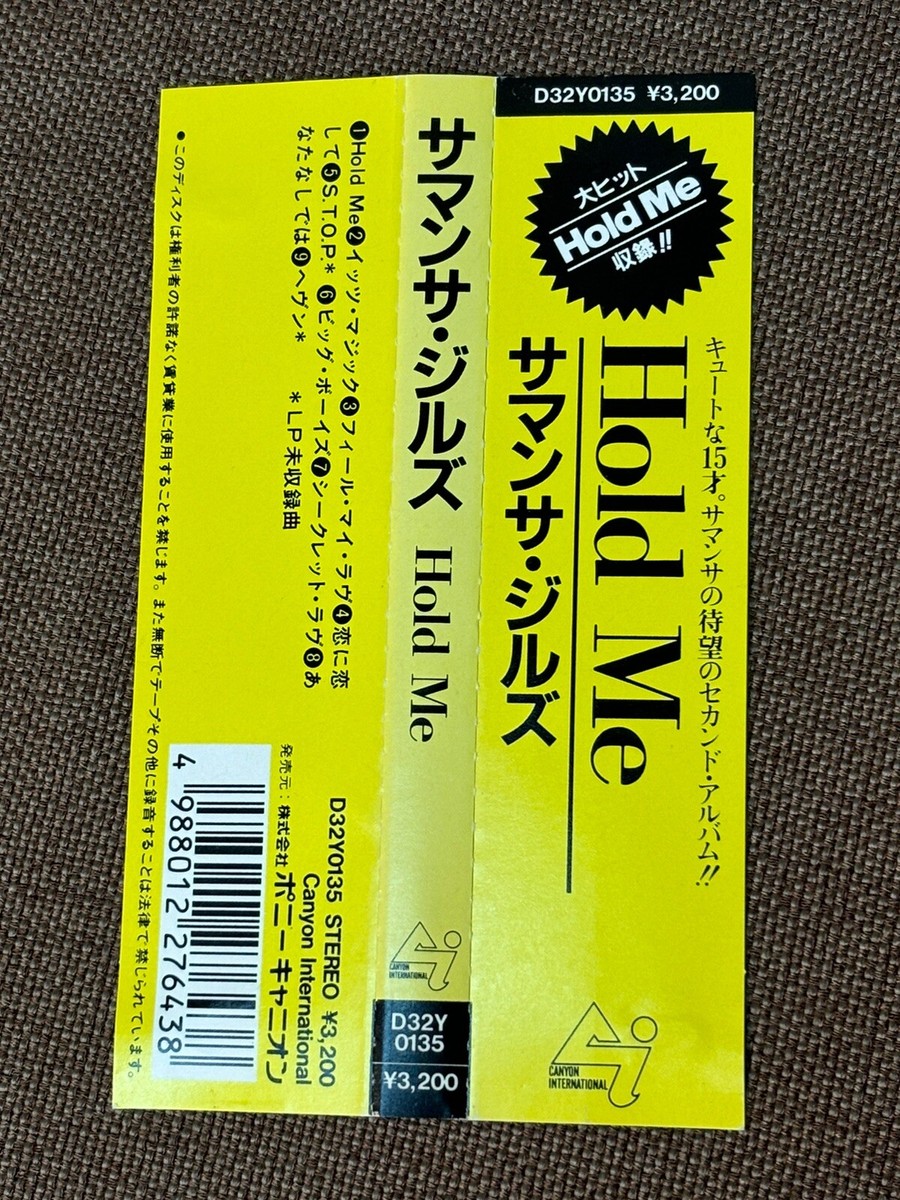 D32Y0135 ¥3,200
大ヒット
Hold Me
収録!!
キュートな15才。サマンサの待望のセカンド・アルバム!!
Hold Me
サマンサ・ジルズ
CANYON
INTERNATIONAL
サマンサ・ジルズ Hold Me
CANYON
INTERNATIONAL
D32Y
0135
¥3,200
❶Hold Me❷イッツ・マジック❸フィール・マイ・ラヴ❹恋に恋
して❺S.T.O.P.* ❻ビッグ・ボーイズ❼シークレット・ラヴ❽あ
なたなしでは❾ヘヴン* *LP未収録曲
D32Y0135 STEREO ¥3,200
Canyon International
発売元：株式会社ポニーキャニオン
4 988012 276438
●このディスクは権利者の許諾なく賃貸業に使用することを禁じます。また無断でテープその他に録音することは法律で禁じられています。